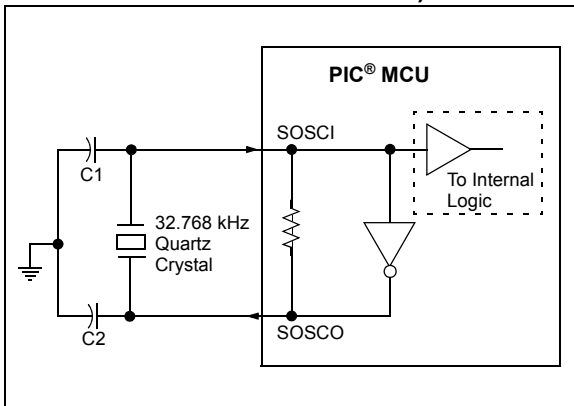 PIC® MCU
SOSCI
C1
To Internal
Logic
32.768 kHz
Quartz
Crystal
C2
SOSCO